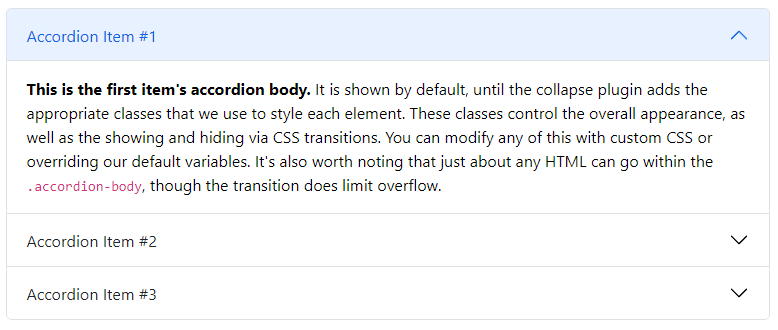 Accordion Item #1
This is the first item's accordion body. It is shown by default, until the collapse plugin adds the
appropriate classes that we use to style each element. These classes control the overall appearance, as
well as the showing and hiding via CSS transitions. You can modify any of this with custom CSS or
overriding our default variables. It's also worth noting that just about any HTML can go within the
.accordion-body, though the transition does limit overflow.
Accordion Item #2
Accordion Item #3